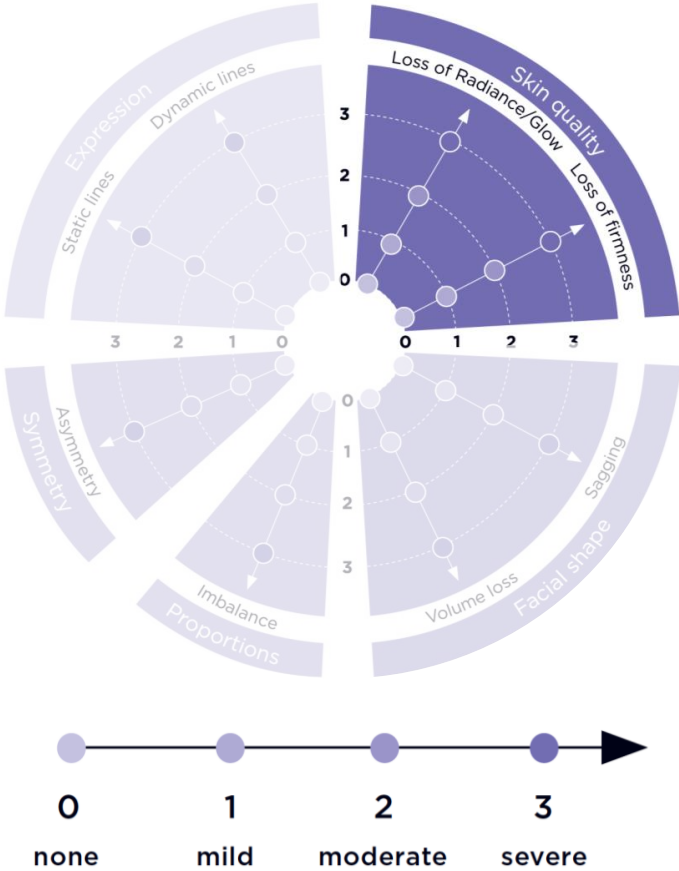 Expression
Dynamic lines
Static lines
Skin quality
Loss of Radiance/Glow
Loss of firmness
3
2
1
0
3 2 1 0
0 1 2 3
0
1
2
3
Symmetry
Asymmetry
Proportions
Imbalance
Facial shape
Volume loss
Sagging
0 1 2 3
none mild moderate severe